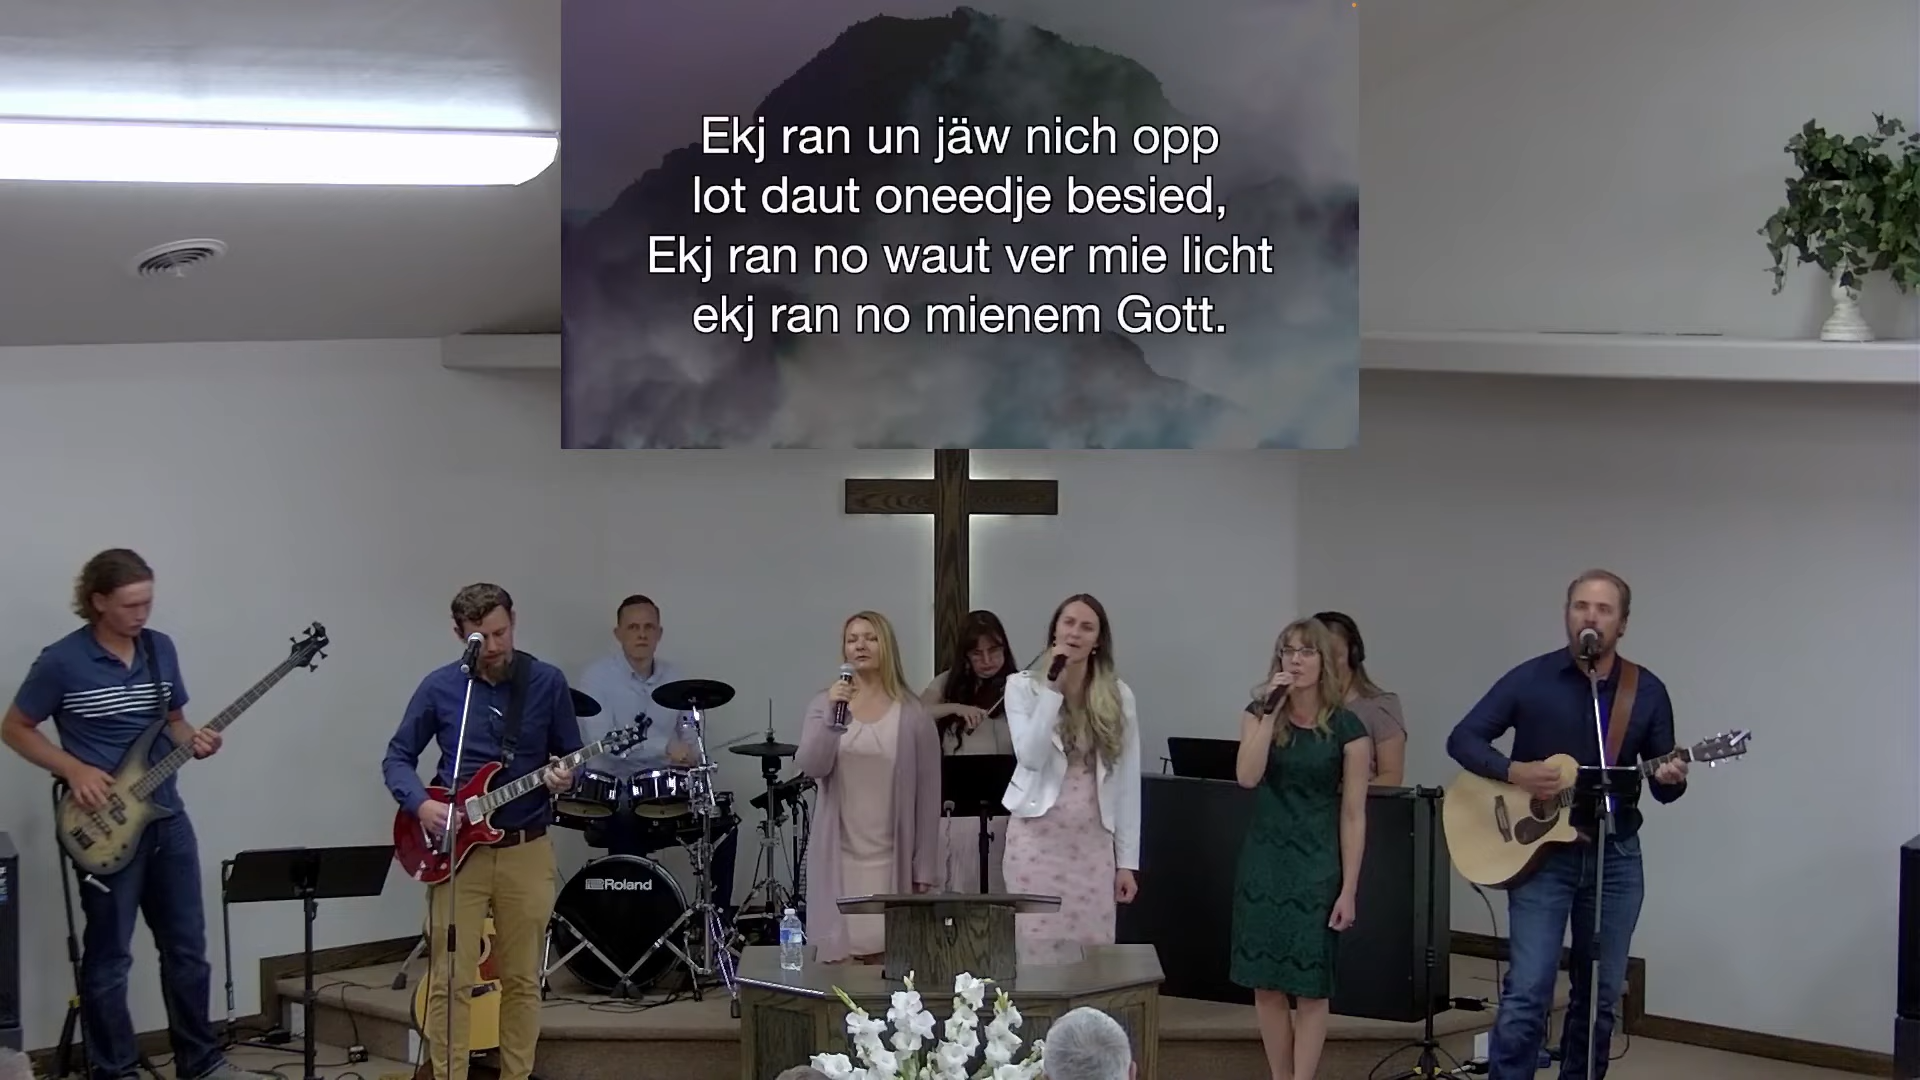 Ekj ran un jäw nich opp
lot daut oneedje besied,
Ekj ran no waut ver mie licht
ekj ran no mienem Gott.
Roland